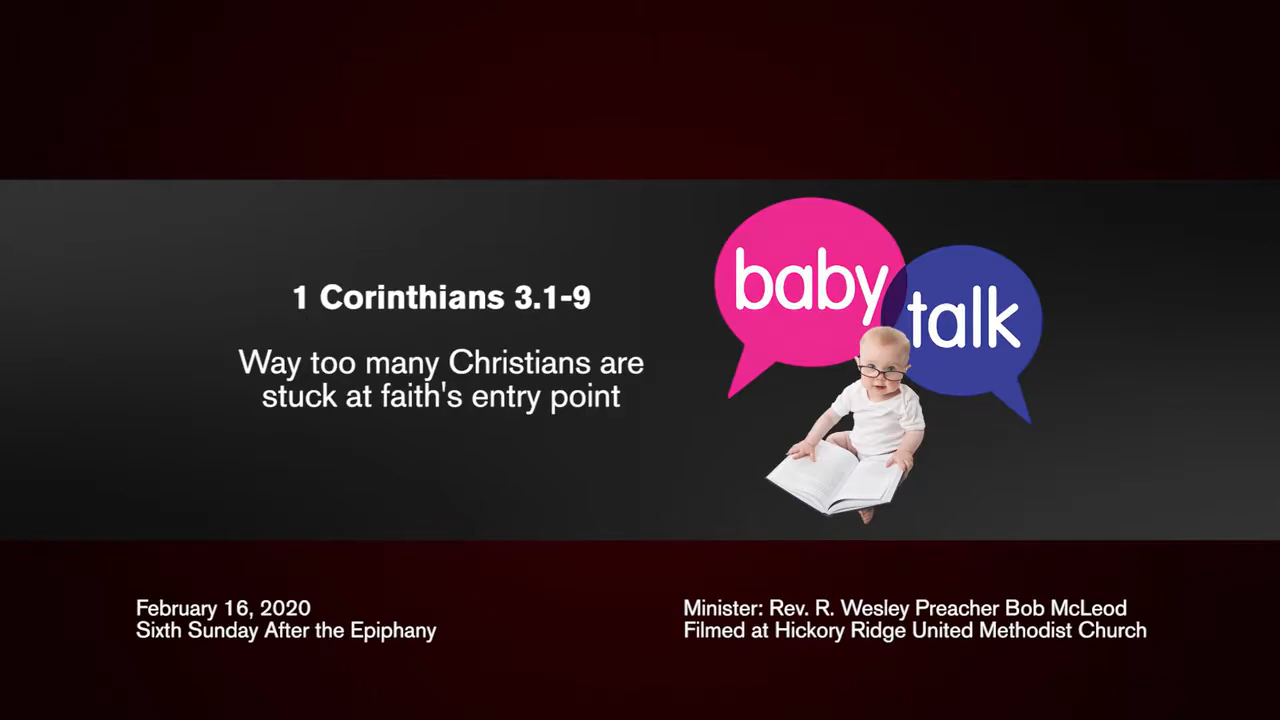 1 Corinthians 3.1-9
Way too many Christians are
stuck at faith's entry point
baby
talk
February 16, 2020
Sixth Sunday After the Epiphany
Minister: Rev. R. Wesley Preacher Bob McLeod
Filmed at Hickory Ridge United Methodist Church